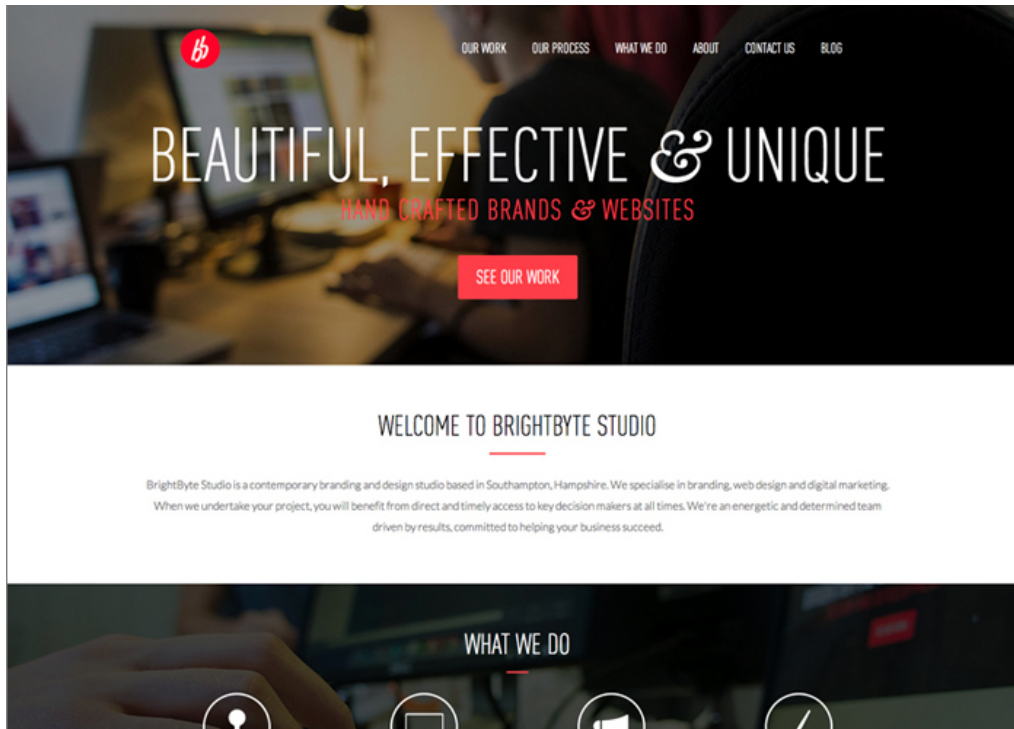 bb
OUR WORK OUR PROCESS WHAT WE DO ABOUT CONTACT US BLOG
BEAUTIFUL, EFFECTIVE & UNIQUE
HAND CRAFTED BRANDS & WEBSITES
SEE OUR WORK
WELCOME TO BRIGHTBYTE STUDIO
BrightByte Studio is a contemporary branding and design studio based in Southampton, Hampshire. We specialise in branding, web design and digital marketing.
When we undertake your project, you will benefit from direct and timely access to key decision makers at all times. We're an energetic and determined team
driven by results, committed to helping your business succeed.
WHAT WE DO